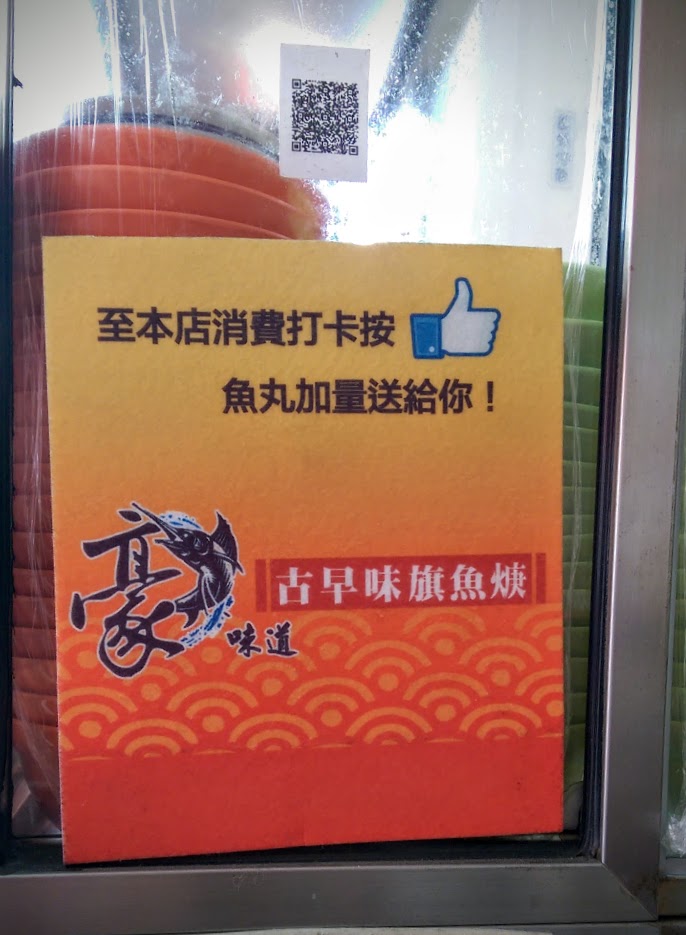 至本店消費打卡按
魚丸加量送給你！
豪
味道
古早味旗魚焿